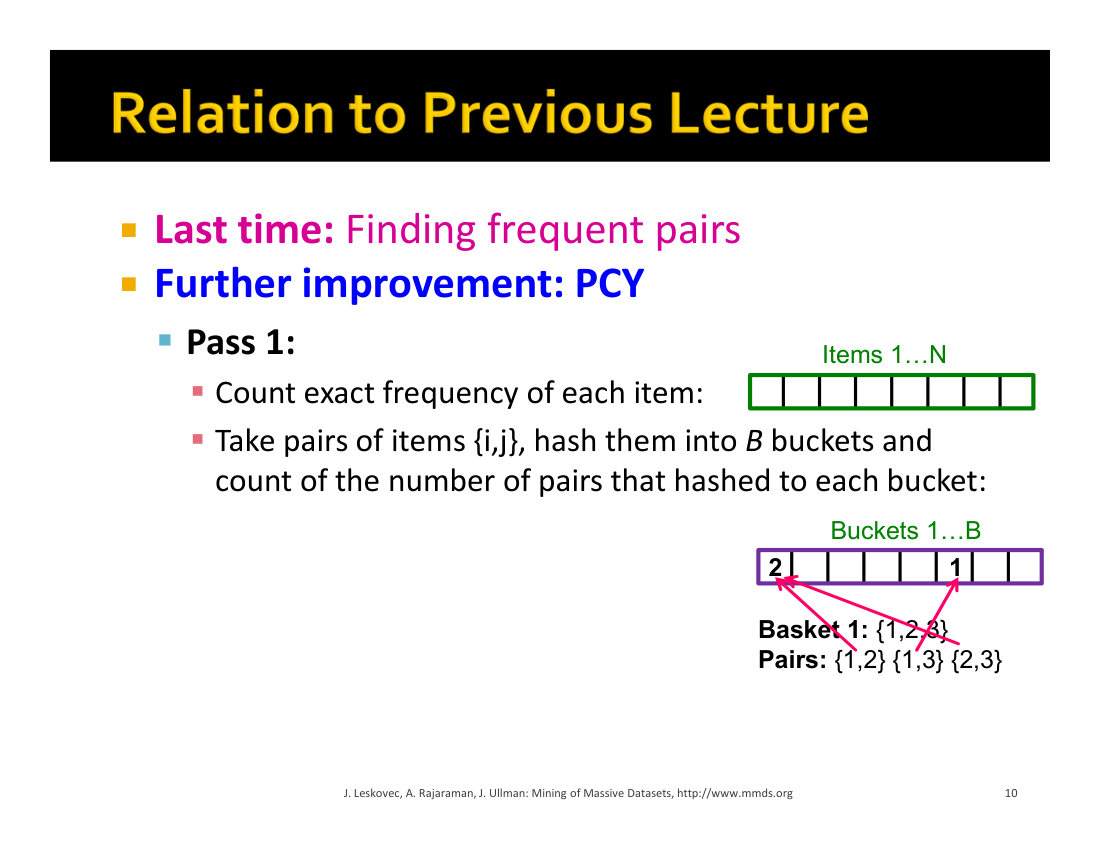 Relation to Previous Lecture
Last time: Finding frequent pairs
Further improvement: PCY
Pass 1:
Items 1…N
Count exact frequency of each item:
Take pairs of items {i,j}, hash them into B buckets and
count of the number of pairs that hashed to each bucket:
Buckets 1…B
2 1
Basket 1: {1,2,3}
Pairs: {1,2} {1,3} {2,3}
J. Leskovec, A. Rajaraman, J. Ullman: Mining of Massive Datasets, http://www.mmds.org 10